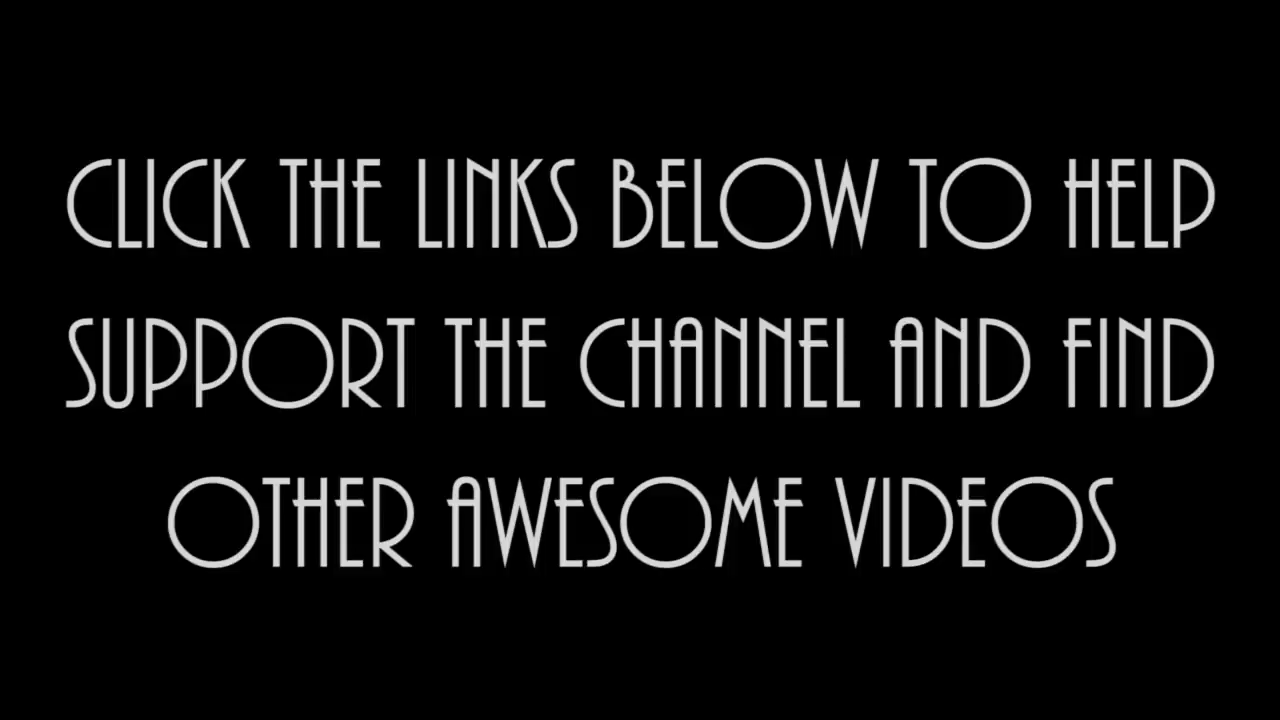 CLICK THE LINKS BELOW TO HELP
SUPPORT THE CHANNEL AND FIND
OTHER AWESOME VIDEOS